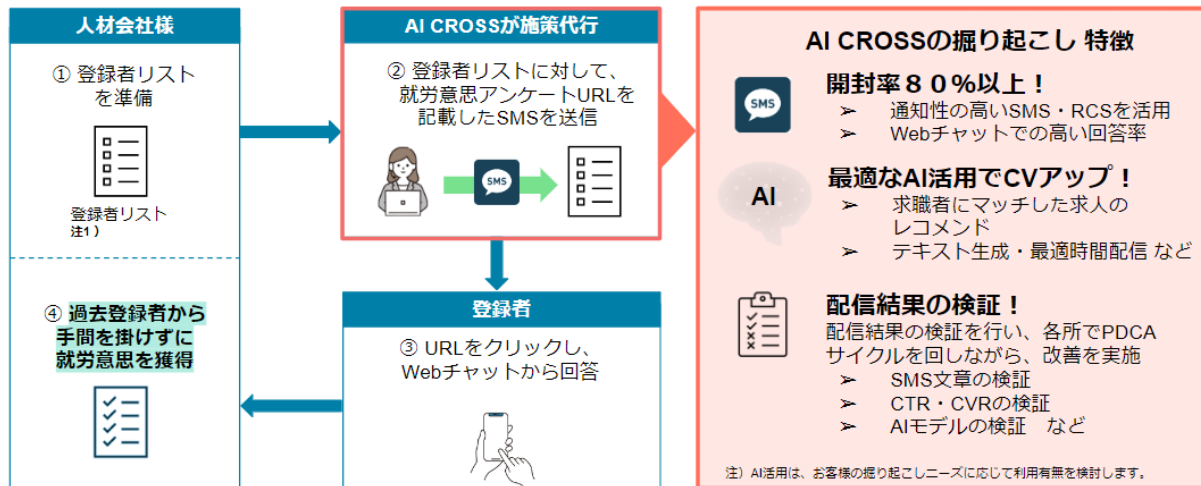 人材会社様
① 登録者リスト
を準備
登録者リスト
注1)
④ 過去登録者から
手間を掛けずに
就労意思を獲得
AI CROSSが施策代行
② 登録者リストに対して、
就労意思アンケートURLを
記載したSMSを送信
SMS
登録者
③ URLをクリックし、
Webチャットから回答
AI CROSSの掘り起こし 特徴
SMS
開封率80%以上!
➢ 通知性の高いSMS・RCSを活用
➢ Webチャットでの高い回答率
AI
最適なAI活用でCVアップ!
➢ 求職者にマッチした求人の
レコメンド
➢ テキスト生成・最適時間配信 など
配信結果の検証!
配信結果の検証を行い、各所でPDCA
サイクルを回しながら、改善を実施
➢ SMS文章の検証
➢ CTR・CVRの検証
➢ AIモデルの検証 など
注）AI活用は、お客様の掘り起こしニーズに応じて利用有無を検討します。